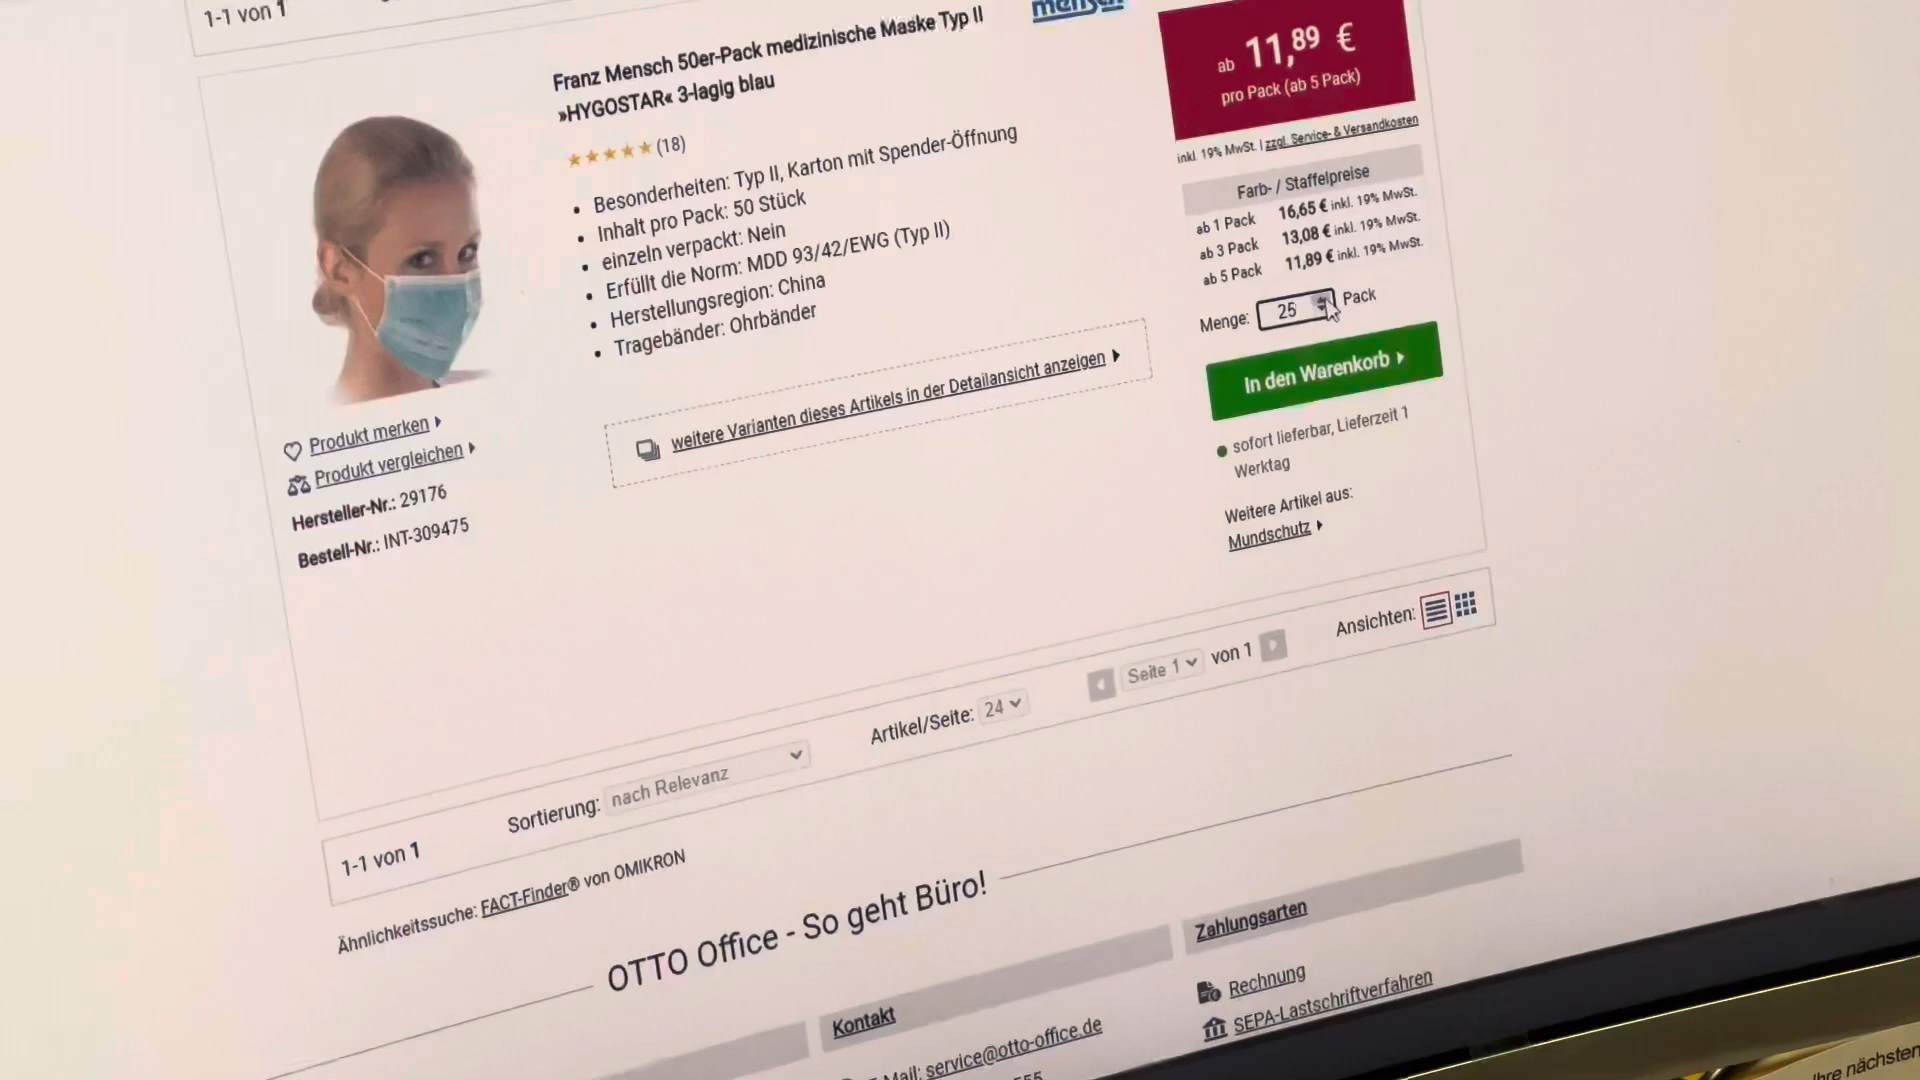 1-1 von 1
Franz Mensch 50er-Pack medizinische Maske Typ II
»HYGOSTAR« 3-lagig blau
(18)
Besonderheiten: Typ II, Karton mit Spender-Öffnung
Inhalt pro Pack: 50 Stück
einzeln verpackt: Nein
Erfüllt die Norm: MDD 93/42/EWG (Typ II)
Herstellungsregion: China
Tragebänder: Ohrbänder
weitere Varianten dieses Artikels in der Detailansicht anzeigen
Produkt merken
Produkt vergleichen
Hersteller-Nr.: 29176
Bestell-Nr.: INT-309475
mensch
ab 11,89 €
pro Pack (ab 5 Pack)
inkl. 19% MwSt. | zzgl. Service- & Versandkosten
Farb- / Staffelpreise
ab 1 Pack 16,65 € inkl. 19% MwSt.
ab 3 Pack 13,08 € inkl. 19% MwSt.
ab 5 Pack 11,89 € inkl. 19% MwSt.
Menge: 25 Pack
In den Warenkorb
sofort lieferbar, Lieferzeit 1
Werktag
Weitere Artikel aus:
Mundschutz
1-1 von 1 Sortierung: nach Relevanz Artikel/Seite: 24 Seite 1 von 1 Ansichten:
Ähnlichkeitssuche: FACT-Finder® von OMIKRON
OTTO Office - So geht Büro!
Kontakt
Mail: service@otto-office.de
Zahlungsarten
Rechnung
SEPA-Lastschriftverfahren
Ihre nächsten